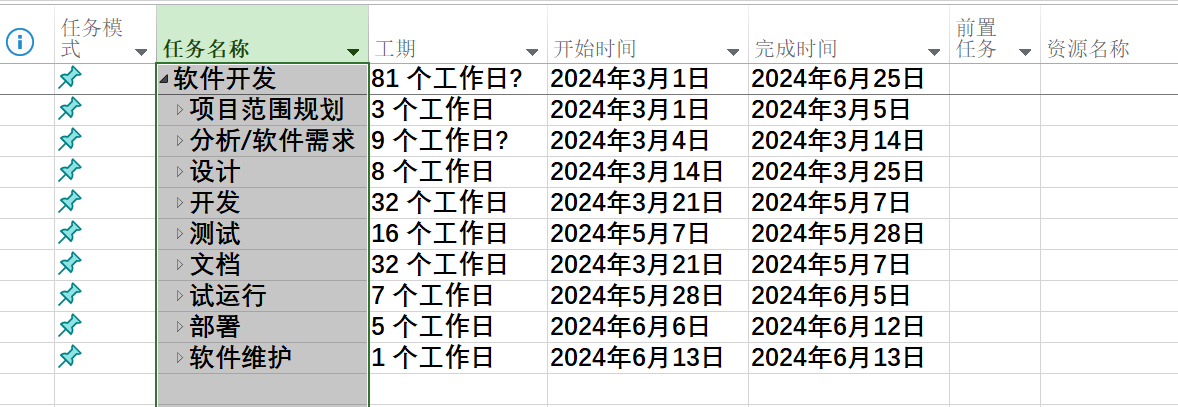 任务模式 任务名称 工期 开始时间 完成时间 前置任务 资源名称
软件开发 81 个工作日? 2024年3月1日 2024年6月25日
项目范围规划 3 个工作日 2024年3月1日 2024年3月5日
分析/软件需求 9 个工作日? 2024年3月4日 2024年3月14日
设计 8 个工作日 2024年3月14日 2024年3月25日
开发 32 个工作日 2024年3月21日 2024年5月7日
测试 16 个工作日 2024年5月7日 2024年5月28日
文档 32 个工作日 2024年3月21日 2024年5月7日
试运行 7 个工作日 2024年5月28日 2024年6月5日
部署 5 个工作日 2024年6月6日 2024年6月12日
软件维护 1 个工作日 2024年6月13日 2024年6月13日